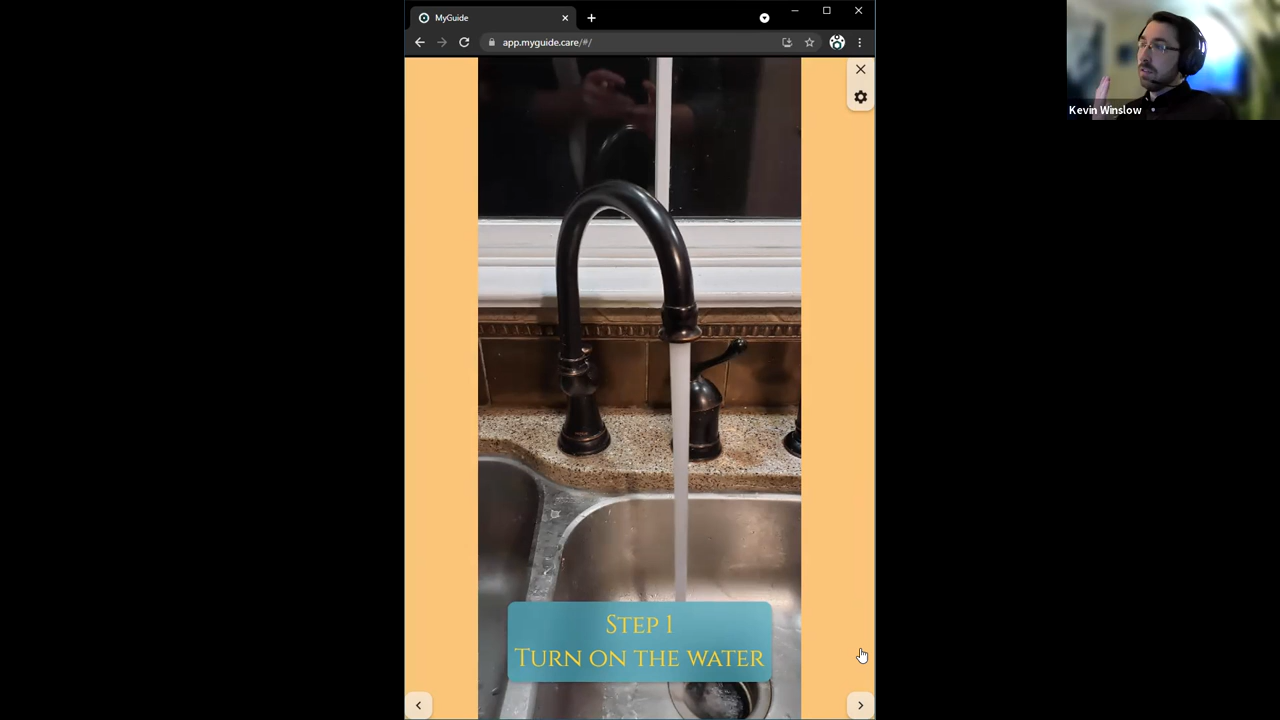 MyGuide
app.myguide.care/#/
Kevin Winslow
Step 1
Turn on the water